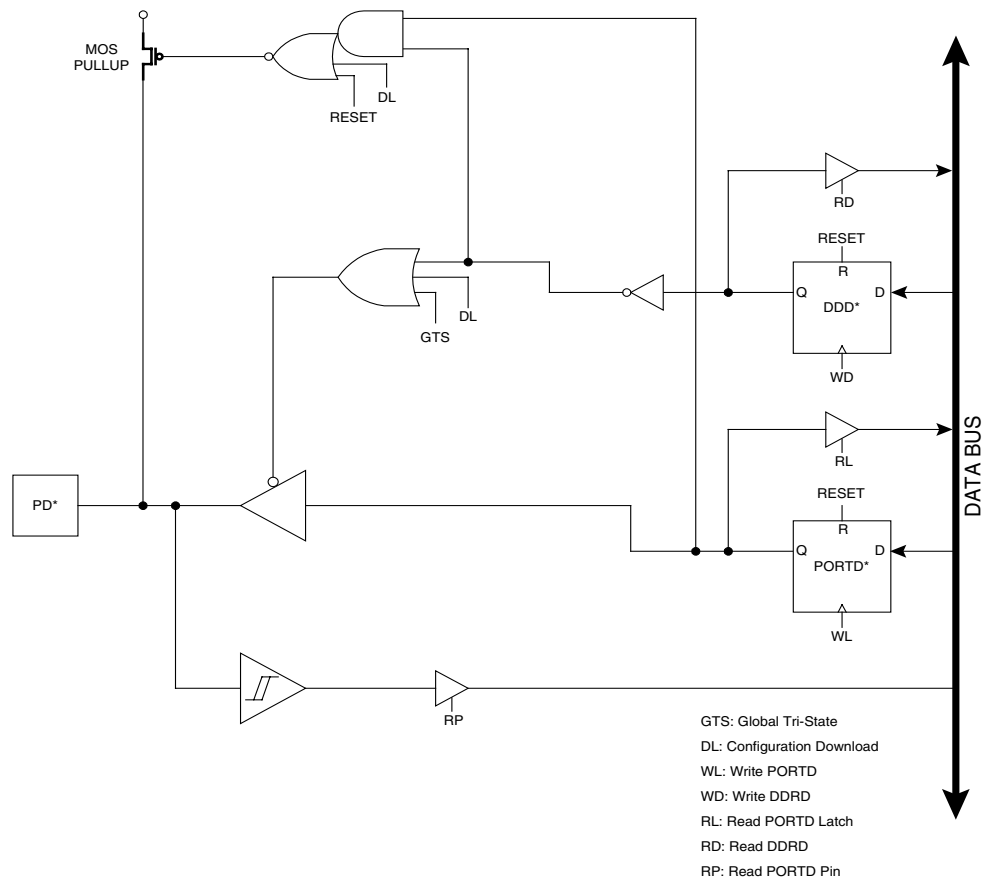 MOS
PULLUP
DL
RESET
RD
RESET
R
Q
D
DDD*
DL
GTS
WD
RL
DATA BUS
RESET
PD*
R
Q
D
PORTD*
WL
RP
GTS: Global Tri-State
DL: Configuration Download
WL: Write PORTD
WD: Write DDRD
RL: Read PORTD Latch
RD: Read DDRD
RP: Read PORTD Pin